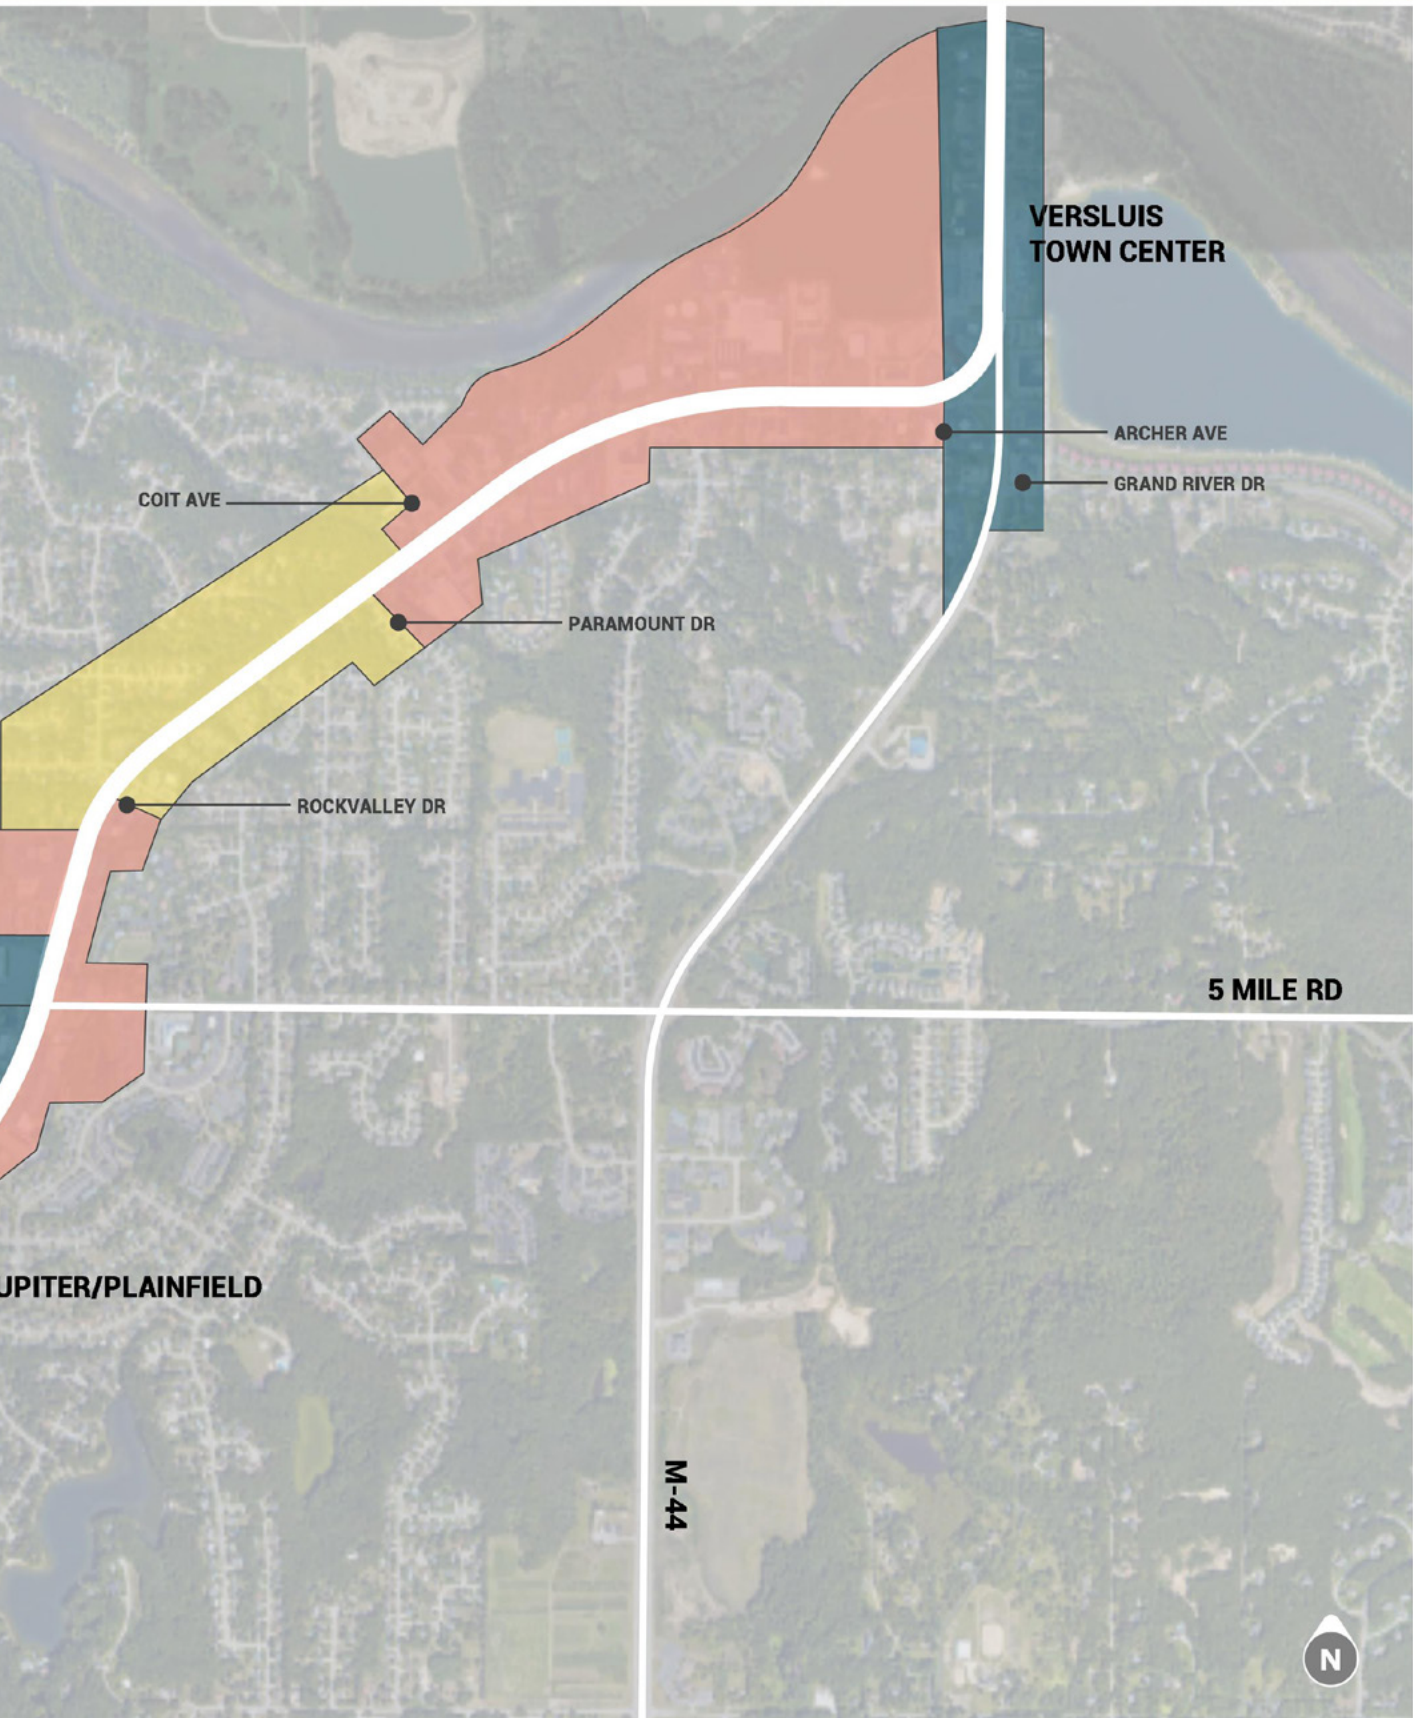 VERSLUIS
TOWN CENTER
ARCHER AVE
COIT AVE
GRAND RIVER DR
PARAMOUNT DR
ROCKVALLEY DR
5 MILE RD
UPITER/PLAINFIELD
M-44
N